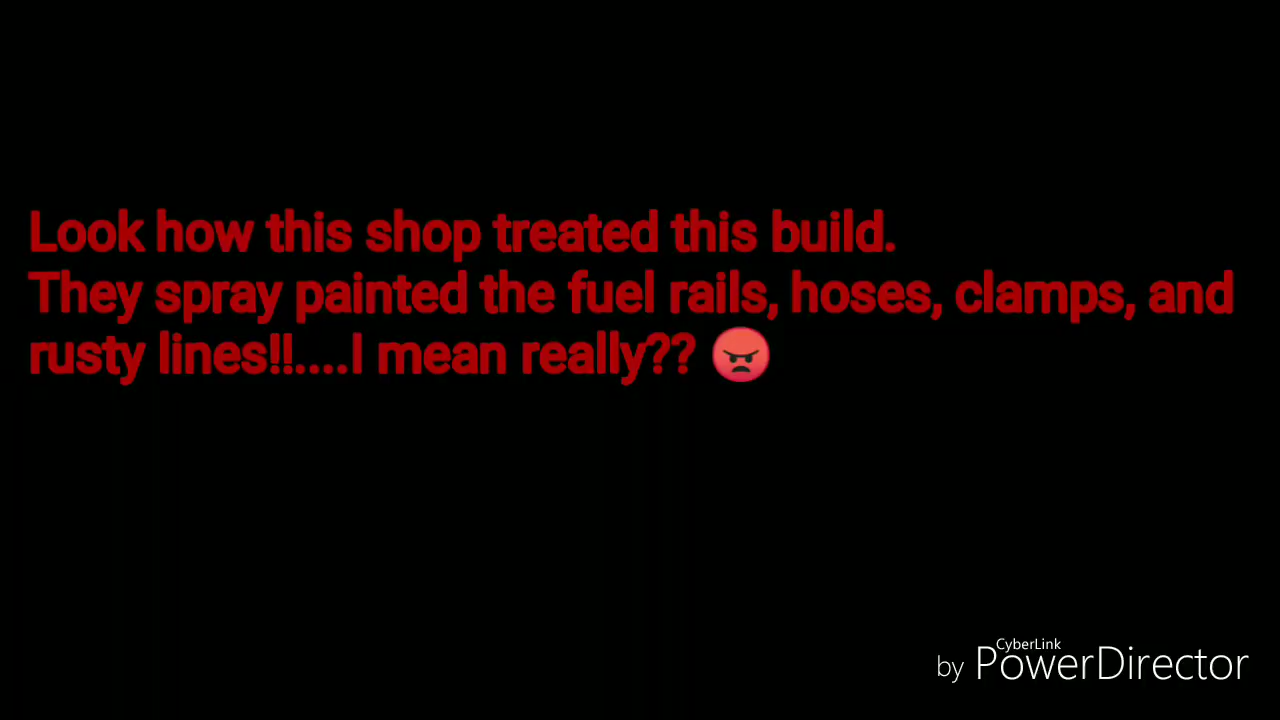 Look how this shop treated this build.
They spray painted the fuel rails, hoses, clamps, and
rusty lines!!....I mean really?? 😡
CyberLink
by PowerDirector